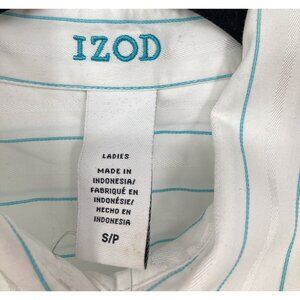 IZOD
LADIES
MADE IN
INDONESIA/
FABRIQUÉ EN
INDONÉSIE/
HECHO EN
INDONESIA
S/P